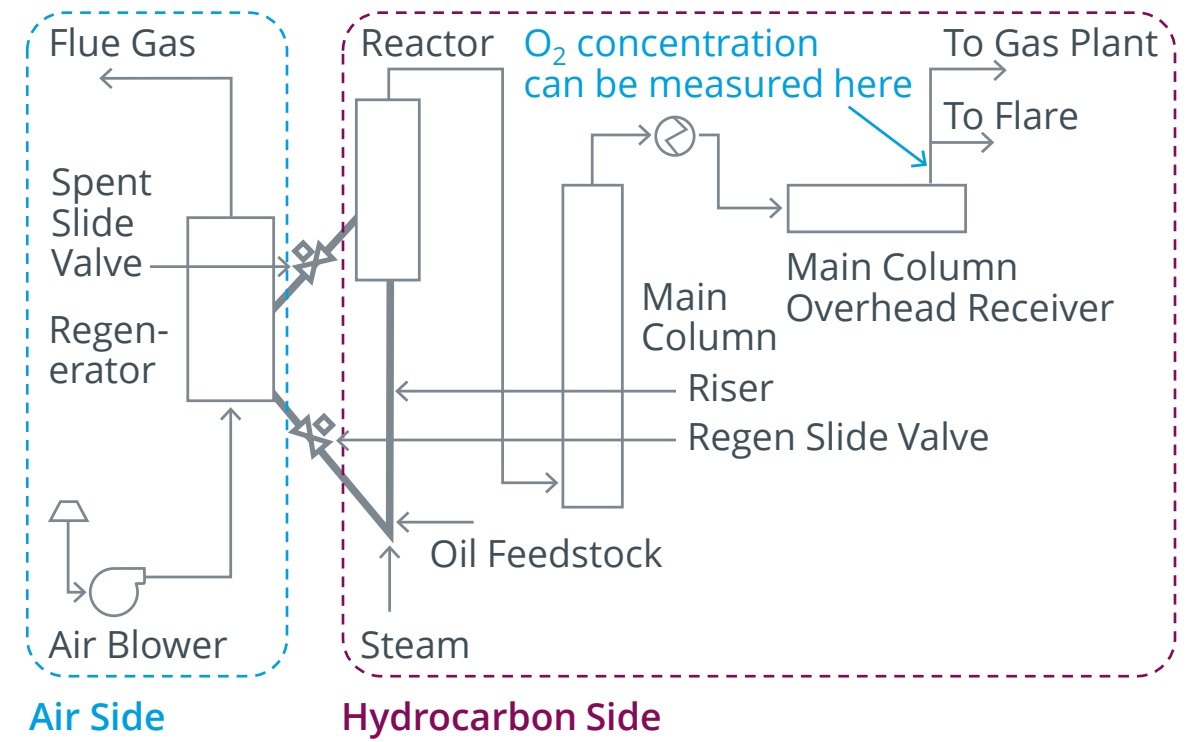 Flue Gas
Reactor
O₂ concentration
can be measured here
To Gas Plant
To Flare
Spent
Slide
Valve
Regen-
erator
Main Column
Overhead Receiver
Main
Column
Riser
Regen Slide Valve
Oil Feedstock
Air Blower
Steam
Air Side
Hydrocarbon Side